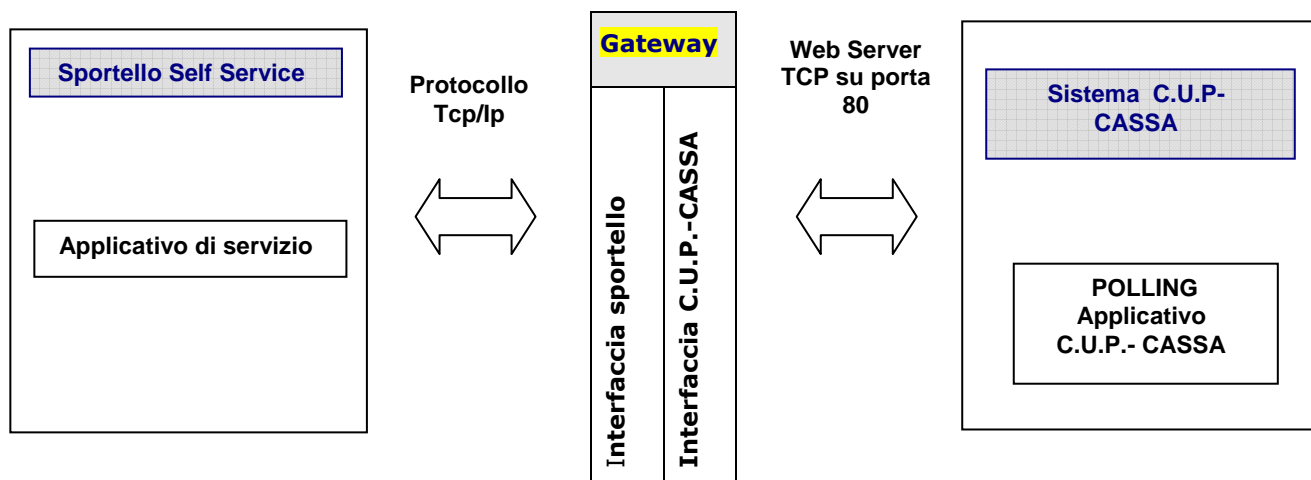 Sportello Self Service
Applicativo di servizio
Protocollo
Tcp/Ip
Gateway
Interfaccia sportello
Interfaccia C.U.P.-CASSA
Web Server
TCP su porta
80
Sistema C.U.P-
CASSA
POLLING
Applicativo
C.U.P.- CASSA